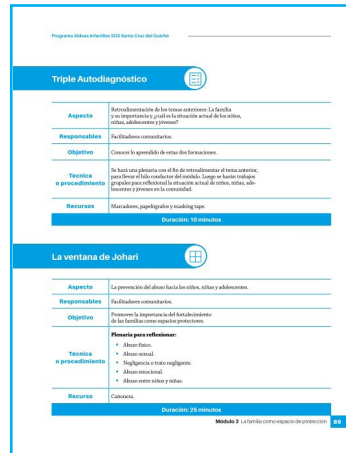 Programa Aldeas Infantiles SOS Santa Cruz del Quiché
Triple Autodiagnóstico
Aspecto
Retroalimentación de los temas anteriores: La familia
y su importancia y ¿cuál es la situación actual de los niños,
niñas, adolescentes y jóvenes?
Responsables
Facilitadores comunitarios.
Objetivo
Conocer lo aprendido de estas dos formaciones.
Técnica
o procedimiento
Se hará una plenaria con el fin de retroalimentar el tema anterior,
para llevar el hilo conductor del módulo. Luego se harán trabajos
grupales para reflexional la situación actual de niños, niñas, ado-
lescentes y jóvenes en la comunidad.
Recursos
Marcadores, papelógrafos y masking tape.
Duración: 10 minutos
La ventana de Johari
Aspecto
La prevención del abuso hacia los niños, niñas y adolescentes.
Responsables
Facilitadores comunitarios.
Objetivo
Promover la importancia del fortalecimiento
de las familias como espacios protectores.
Técnica
o procedimiento
Plenaria para reflexionar:
• Abuso físico.
• Abuso sexual.
• Negligencia o trato negligente.
• Abuso emocional.
• Abuso entre niños y niñas.
Recurso
Cañonera.
Duración: 25 minutos
Módulo 3 La familia como espacio de protección 89